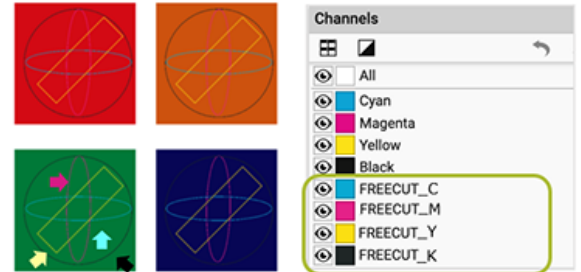 Channels
All
Cyan
Magenta
Yellow
Black
FREECUT_C
FREECUT_M
FREECUT_Y
FREECUT_K